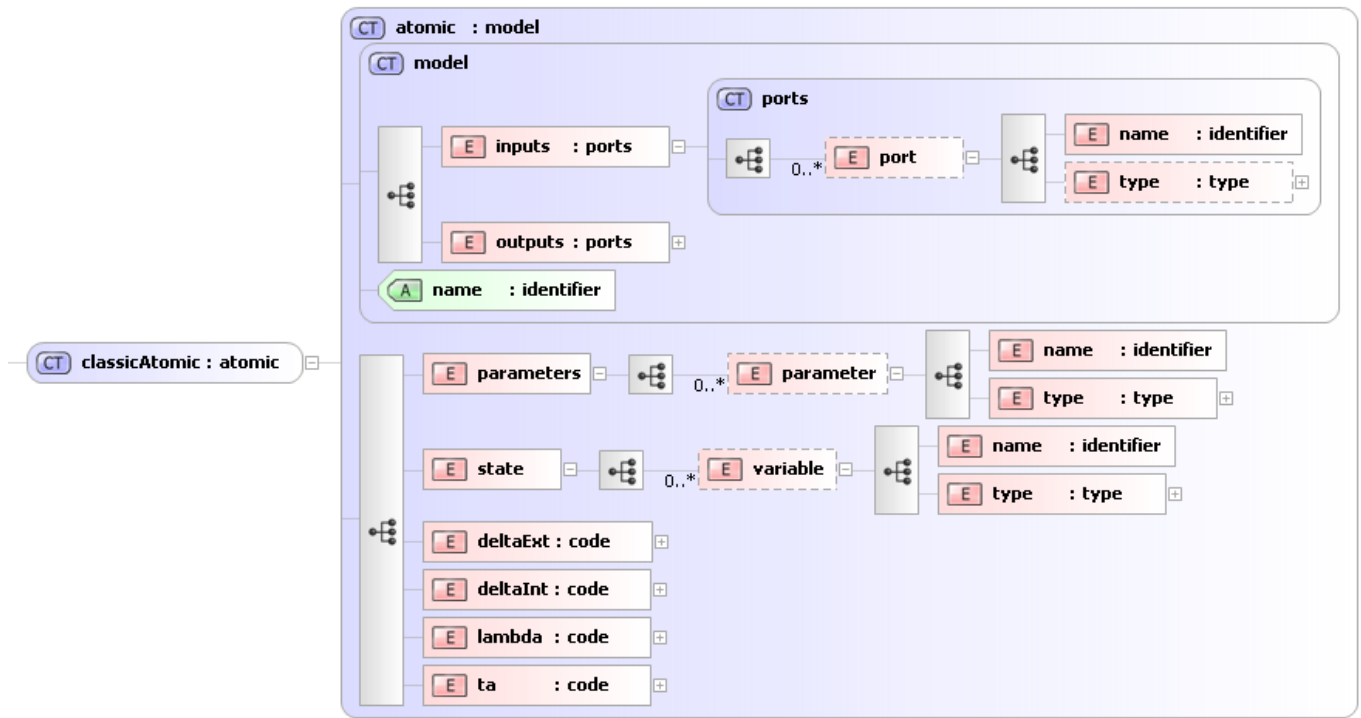 CT atomic : model
CT model
CT ports
E inputs : ports
0..*
E port
E name : identifier
E type : type
E outputs : ports
A name : identifier
CT classicAtomic : atomic
E parameters
0..*
E parameter
E name : identifier
E type : type
E state
0..*
E variable
E name : identifier
E type : type
E deltaExt : code
E deltaInt : code
E lambda : code
E ta : code